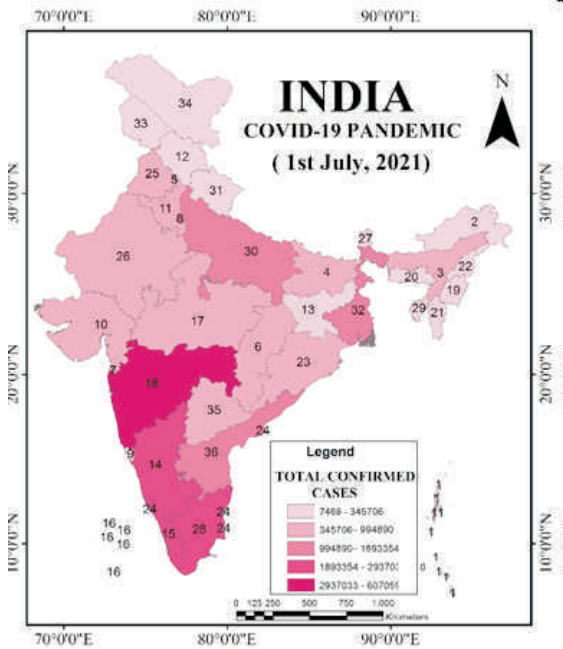 70°0'0"E 80°0'0"E 90°0'0"E
INDIA
COVID-19 PANDEMIC
( 1st July, 2021)
N
30°0'0"N 30°0'0"N
20°0'0"N 20°0'0"N
10°0'0"N 10°0'0"N
34
33
12
25 5
31
11
8
27
2
26
30
4
20 3 22
19
13
32
29 21
10
17
6
23
7
18
35
24
9
14
36
24
24
16
16 16
16
16
15 28 24
Legend
TOTAL CONFIRMED
CASES
7469 - 345706
345706 - 994890
994890 - 1893354
1893354 - 29370
2937033 - 60705
0 125 250 500 750 1,000
Kilometers
70°0'0"E 80°0'0"E 90°0'0"E